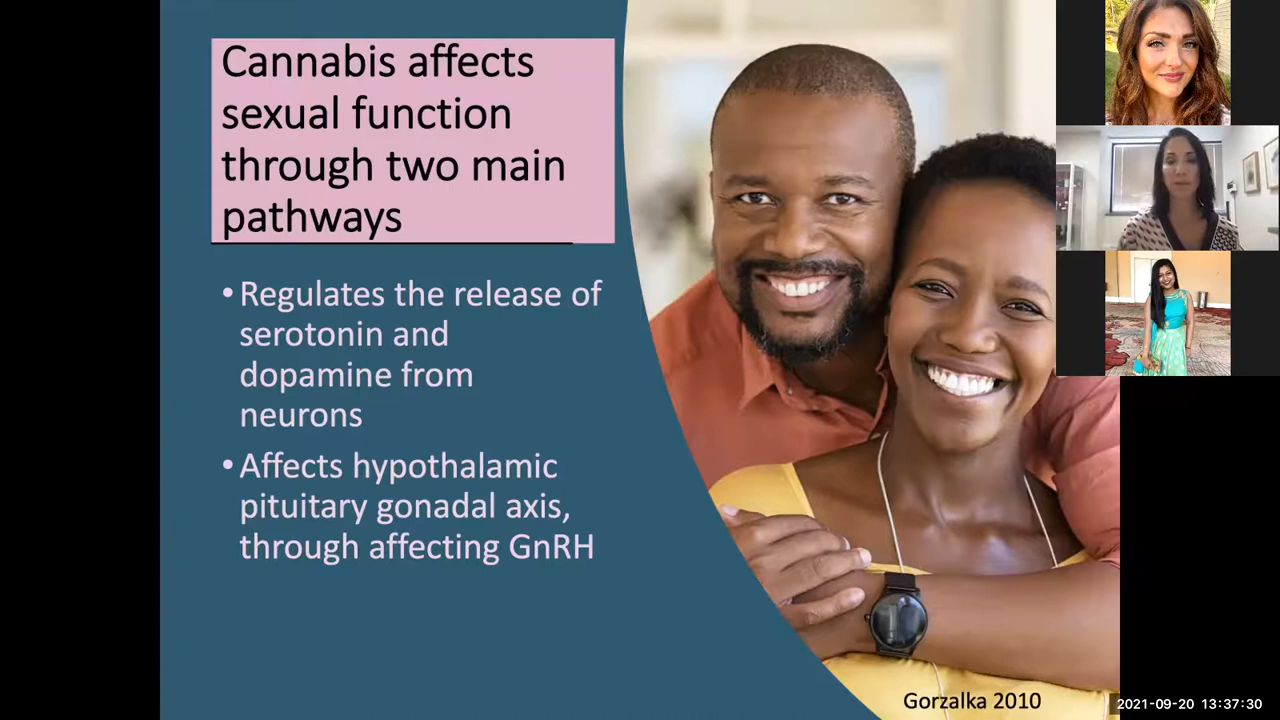 Cannabis affects
sexual function
through two main
pathways
• Regulates the release of
serotonin and
dopamine from
neurons
• Affects hypothalamic
pituitary gonadal axis,
through affecting GnRH
Gorzalka 2010
2021-09-20 13:37:30